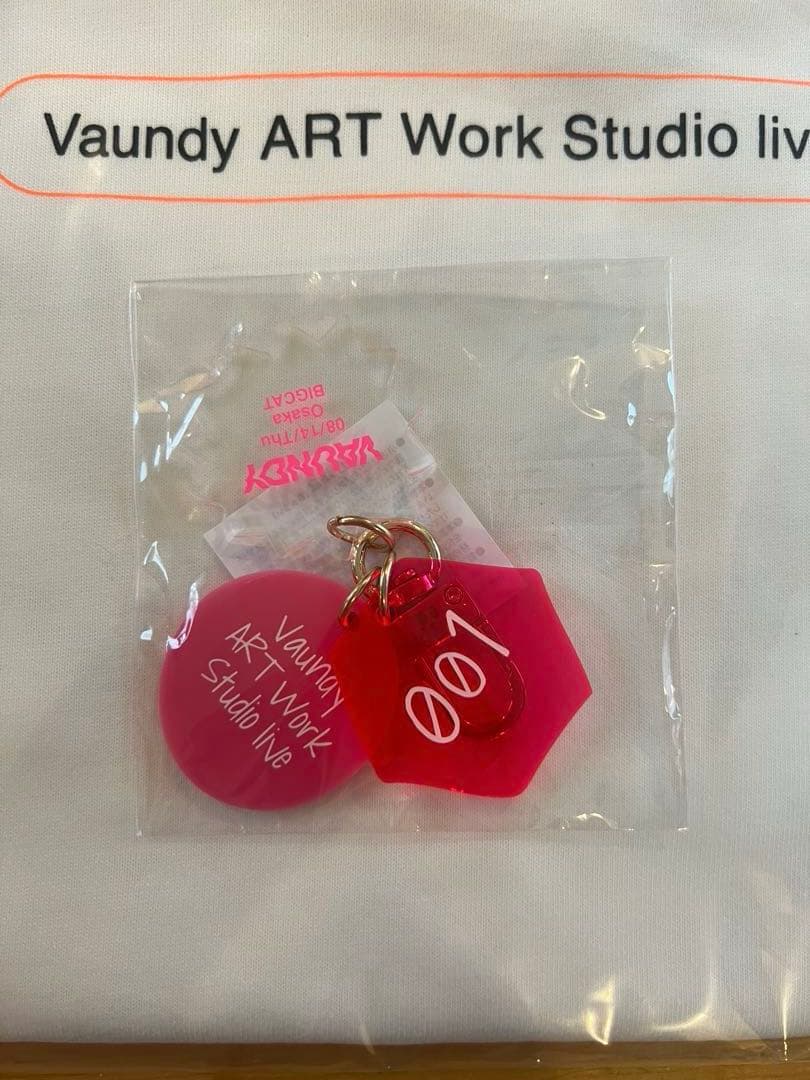 Vaundy ART Work Studio liv
BIGCAT
Osaka
08/14/Thu
VAUNDY
Vaundy
ART Work
Studio live
001